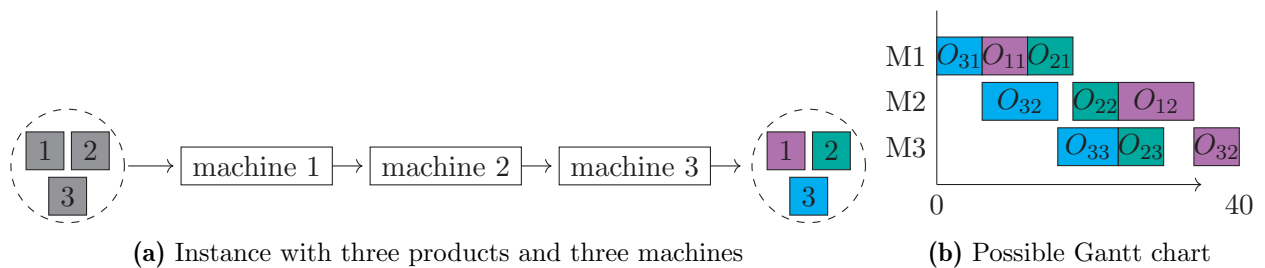 1 2
3
machine 1
machine 2
machine 3
1 2
3
(a) Instance with three products and three machines
M1 O31 O11 O21
M2 O32 O22 O12
M3 O33 O23 O32
0 40
(b) Possible Gantt chart